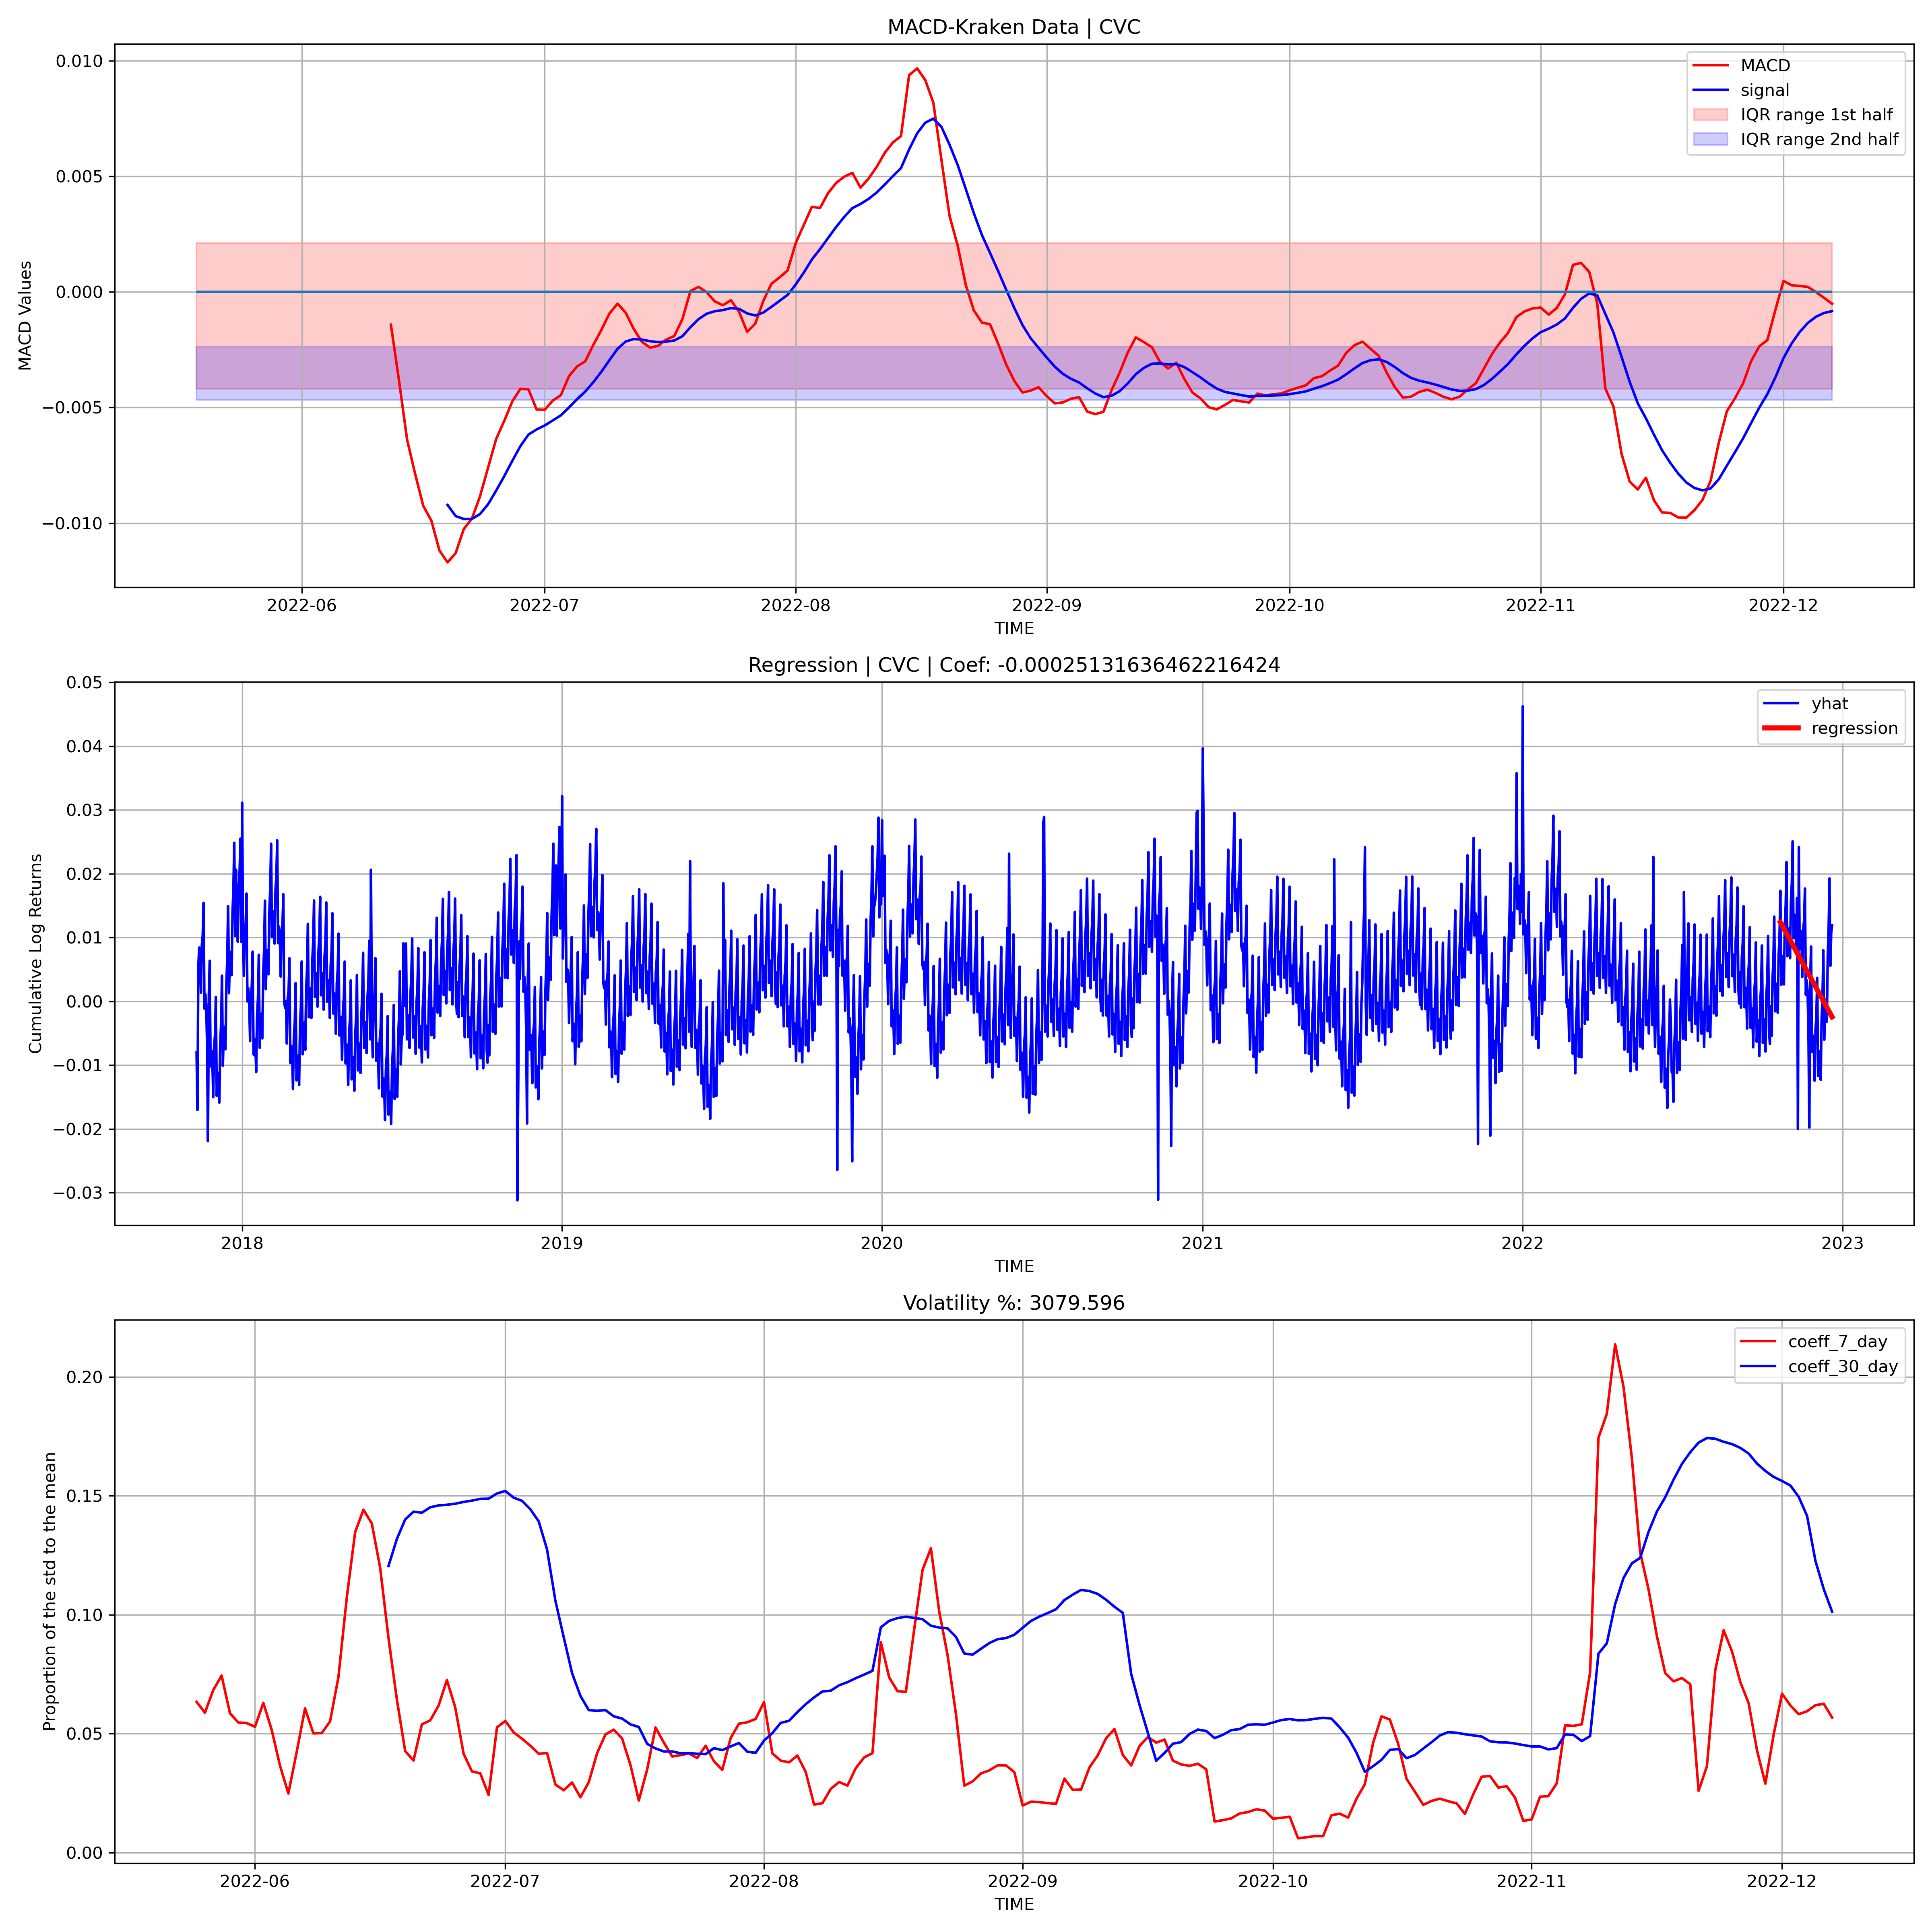 MACD-Kraken Data | CVC
MACD Values
0.010
0.005
0.000
−0.005
−0.010
MACD
signal
IQR range 1st half
IQR range 2nd half
2022-06
2022-07
2022-08
2022-09
2022-10
2022-11
2022-12
TIME
Regression | CVC | Coef: -0.00025131636462216424
Cumulative Log Returns
0.05
0.04
0.03
0.02
0.01
0.00
−0.01
−0.02
−0.03
yhat
regression
2018
2019
2020
2021
2022
2023
TIME
Volatility %: 3079.596
Proportion of the std to the mean
0.20
0.15
0.10
0.05
0.00
coeff_7_day
coeff_30_day
2022-06
2022-07
2022-08
2022-09
2022-10
2022-11
2022-12
TIME